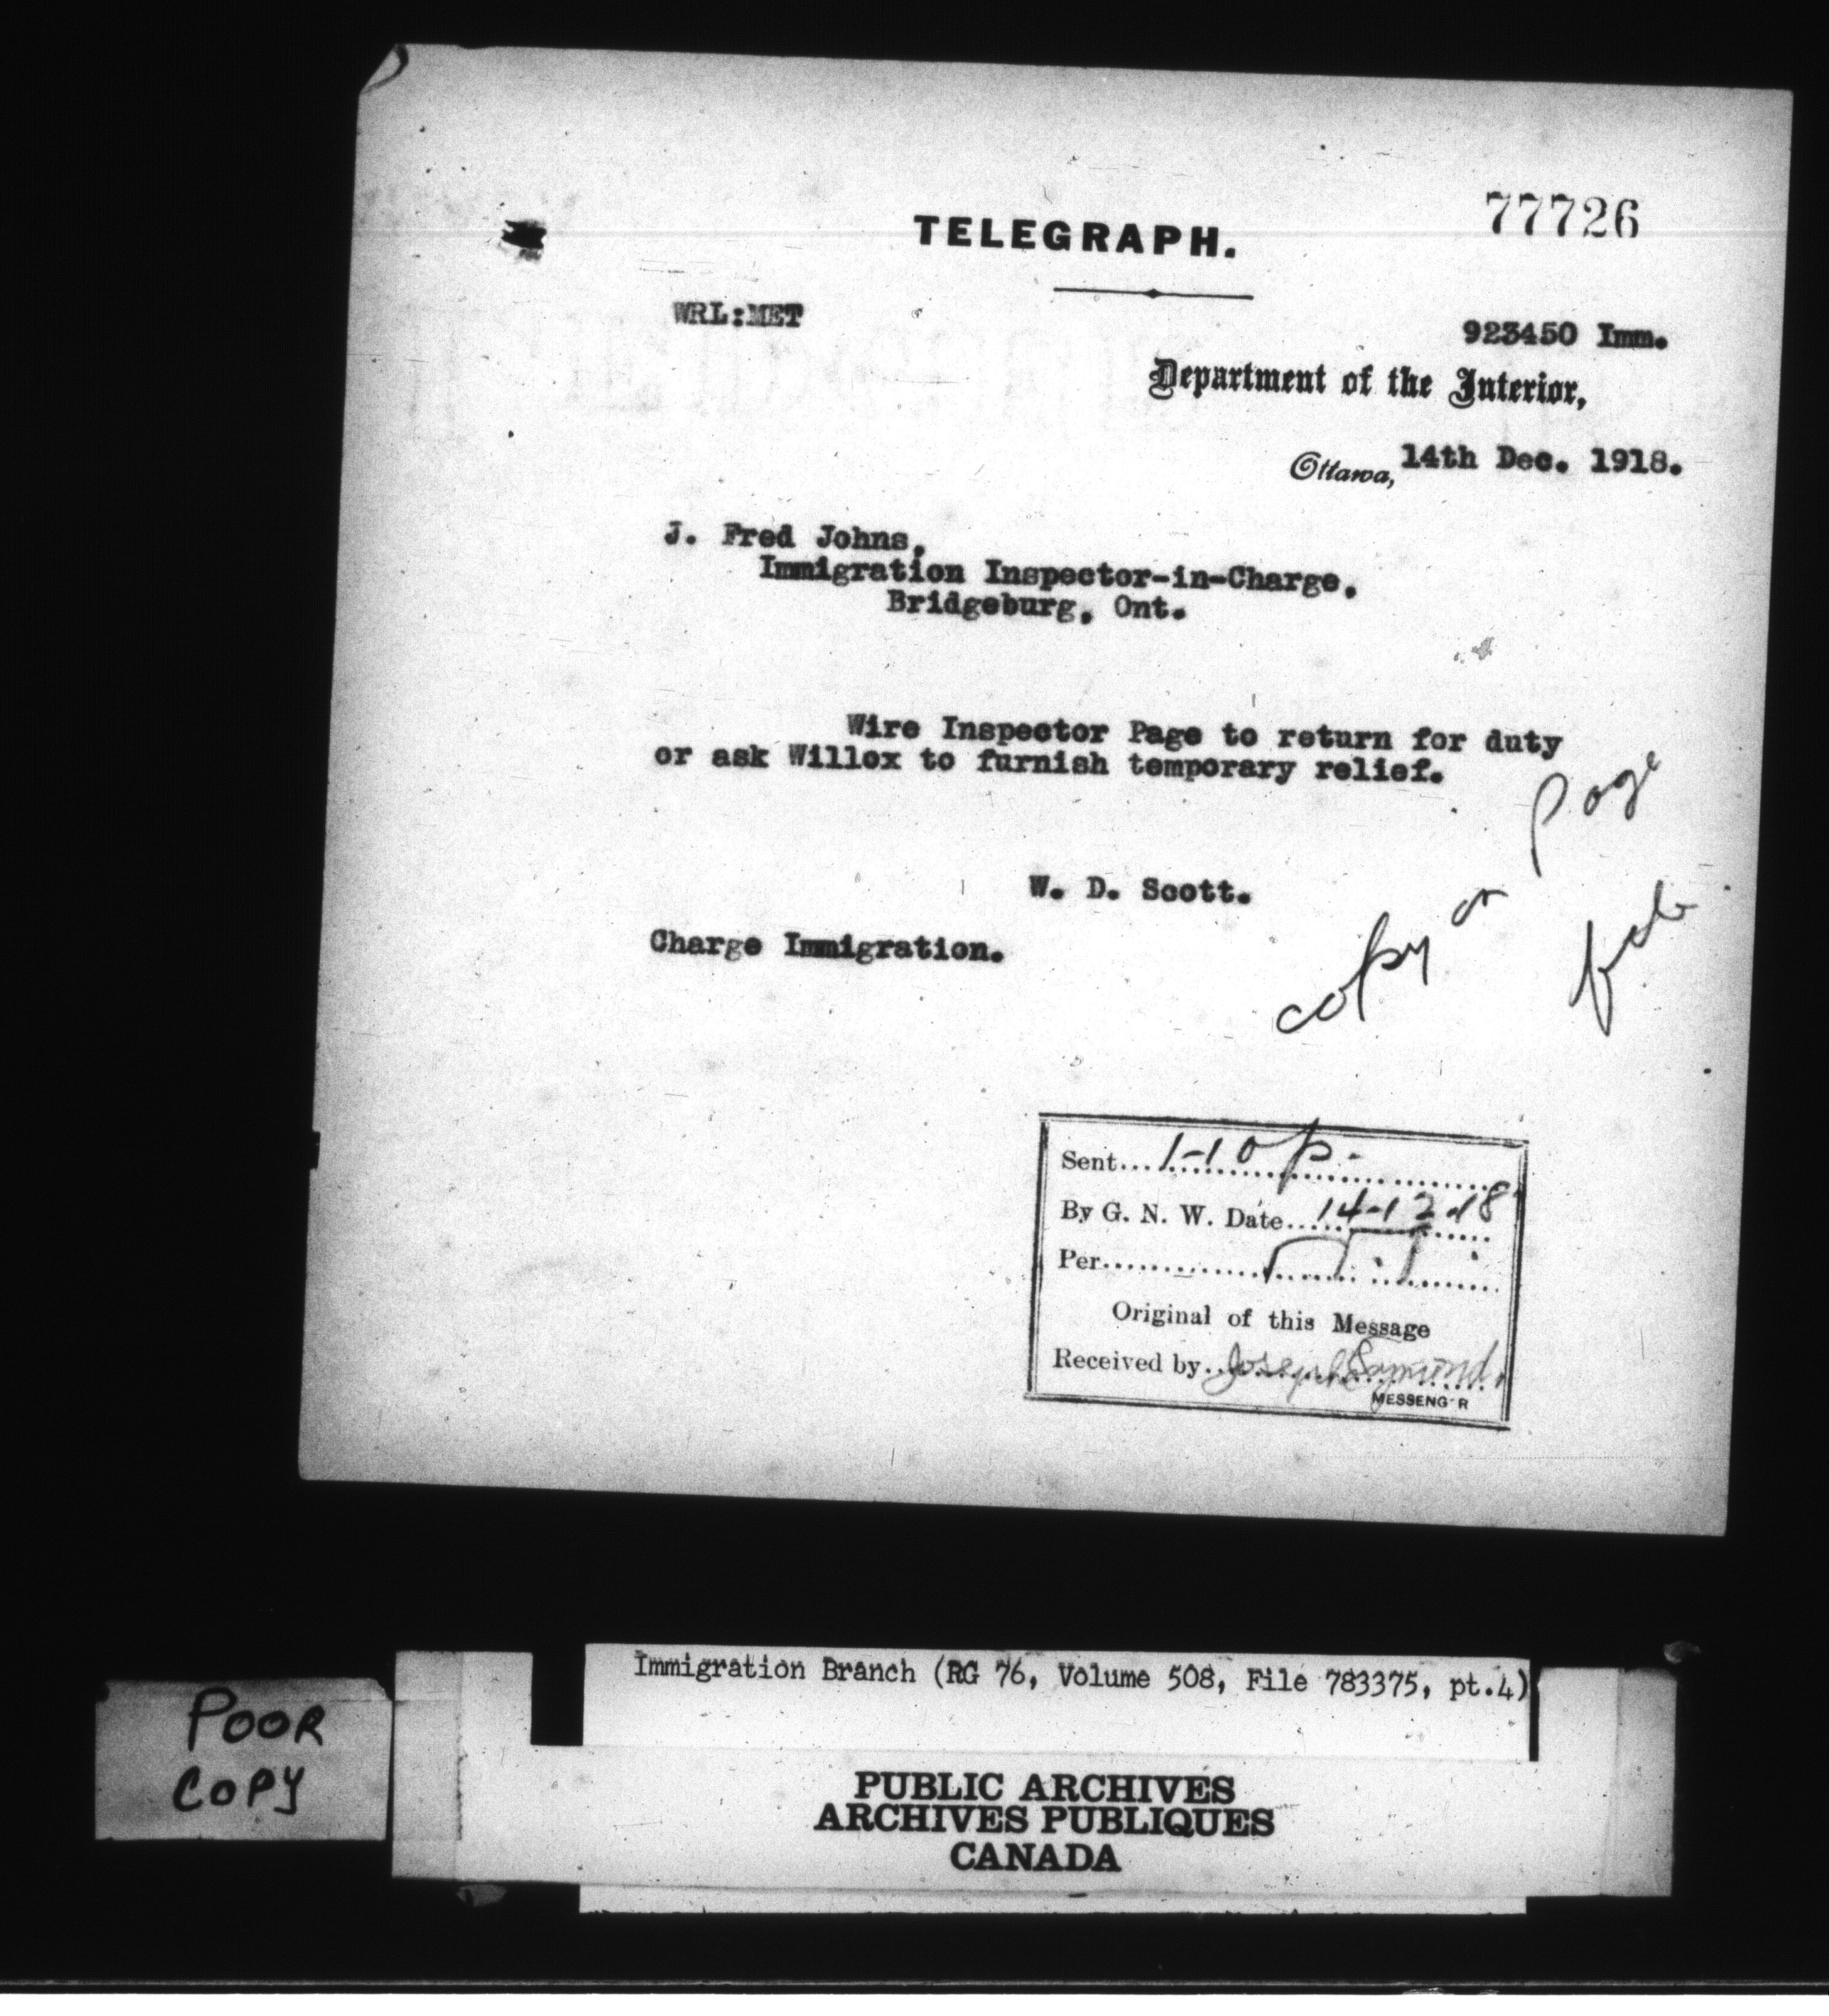 77726
TELEGRAPH.
WRL:MET
923450 Imm.
Department of the Interior,
Ottawa, 14th Dec. 1918.
J. Fred Johns,
Immigration Inspector-in-Charge,
Bridgeburg, Ont.
Wire Inspector Page to return for duty
or ask Willox to furnish temporary relief.
W. D. Scott.
Charge Immigration.
copy on Page
Sent... 1-10 p.
By G. N. W. Date... 14-12-18
Per...
Original of this Message
Received by... Joseph
MESSENG R
Immigration Branch (RG 76, Volume 508, File 783375, pt.4)
POOR
COPY
PUBLIC ARCHIVES
ARCHIVES PUBLIQUES
CANADA